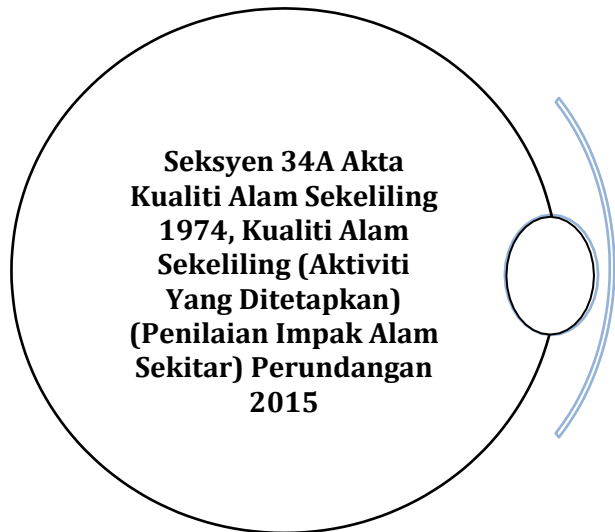 Seksyen 34A Akta
Kualiti Alam Sekeliling
1974, Kualiti Alam
Sekeliling (Aktiviti
Yang Ditetapkan)
(Penilaian Impak Alam
Sekitar) Perundangan
2015